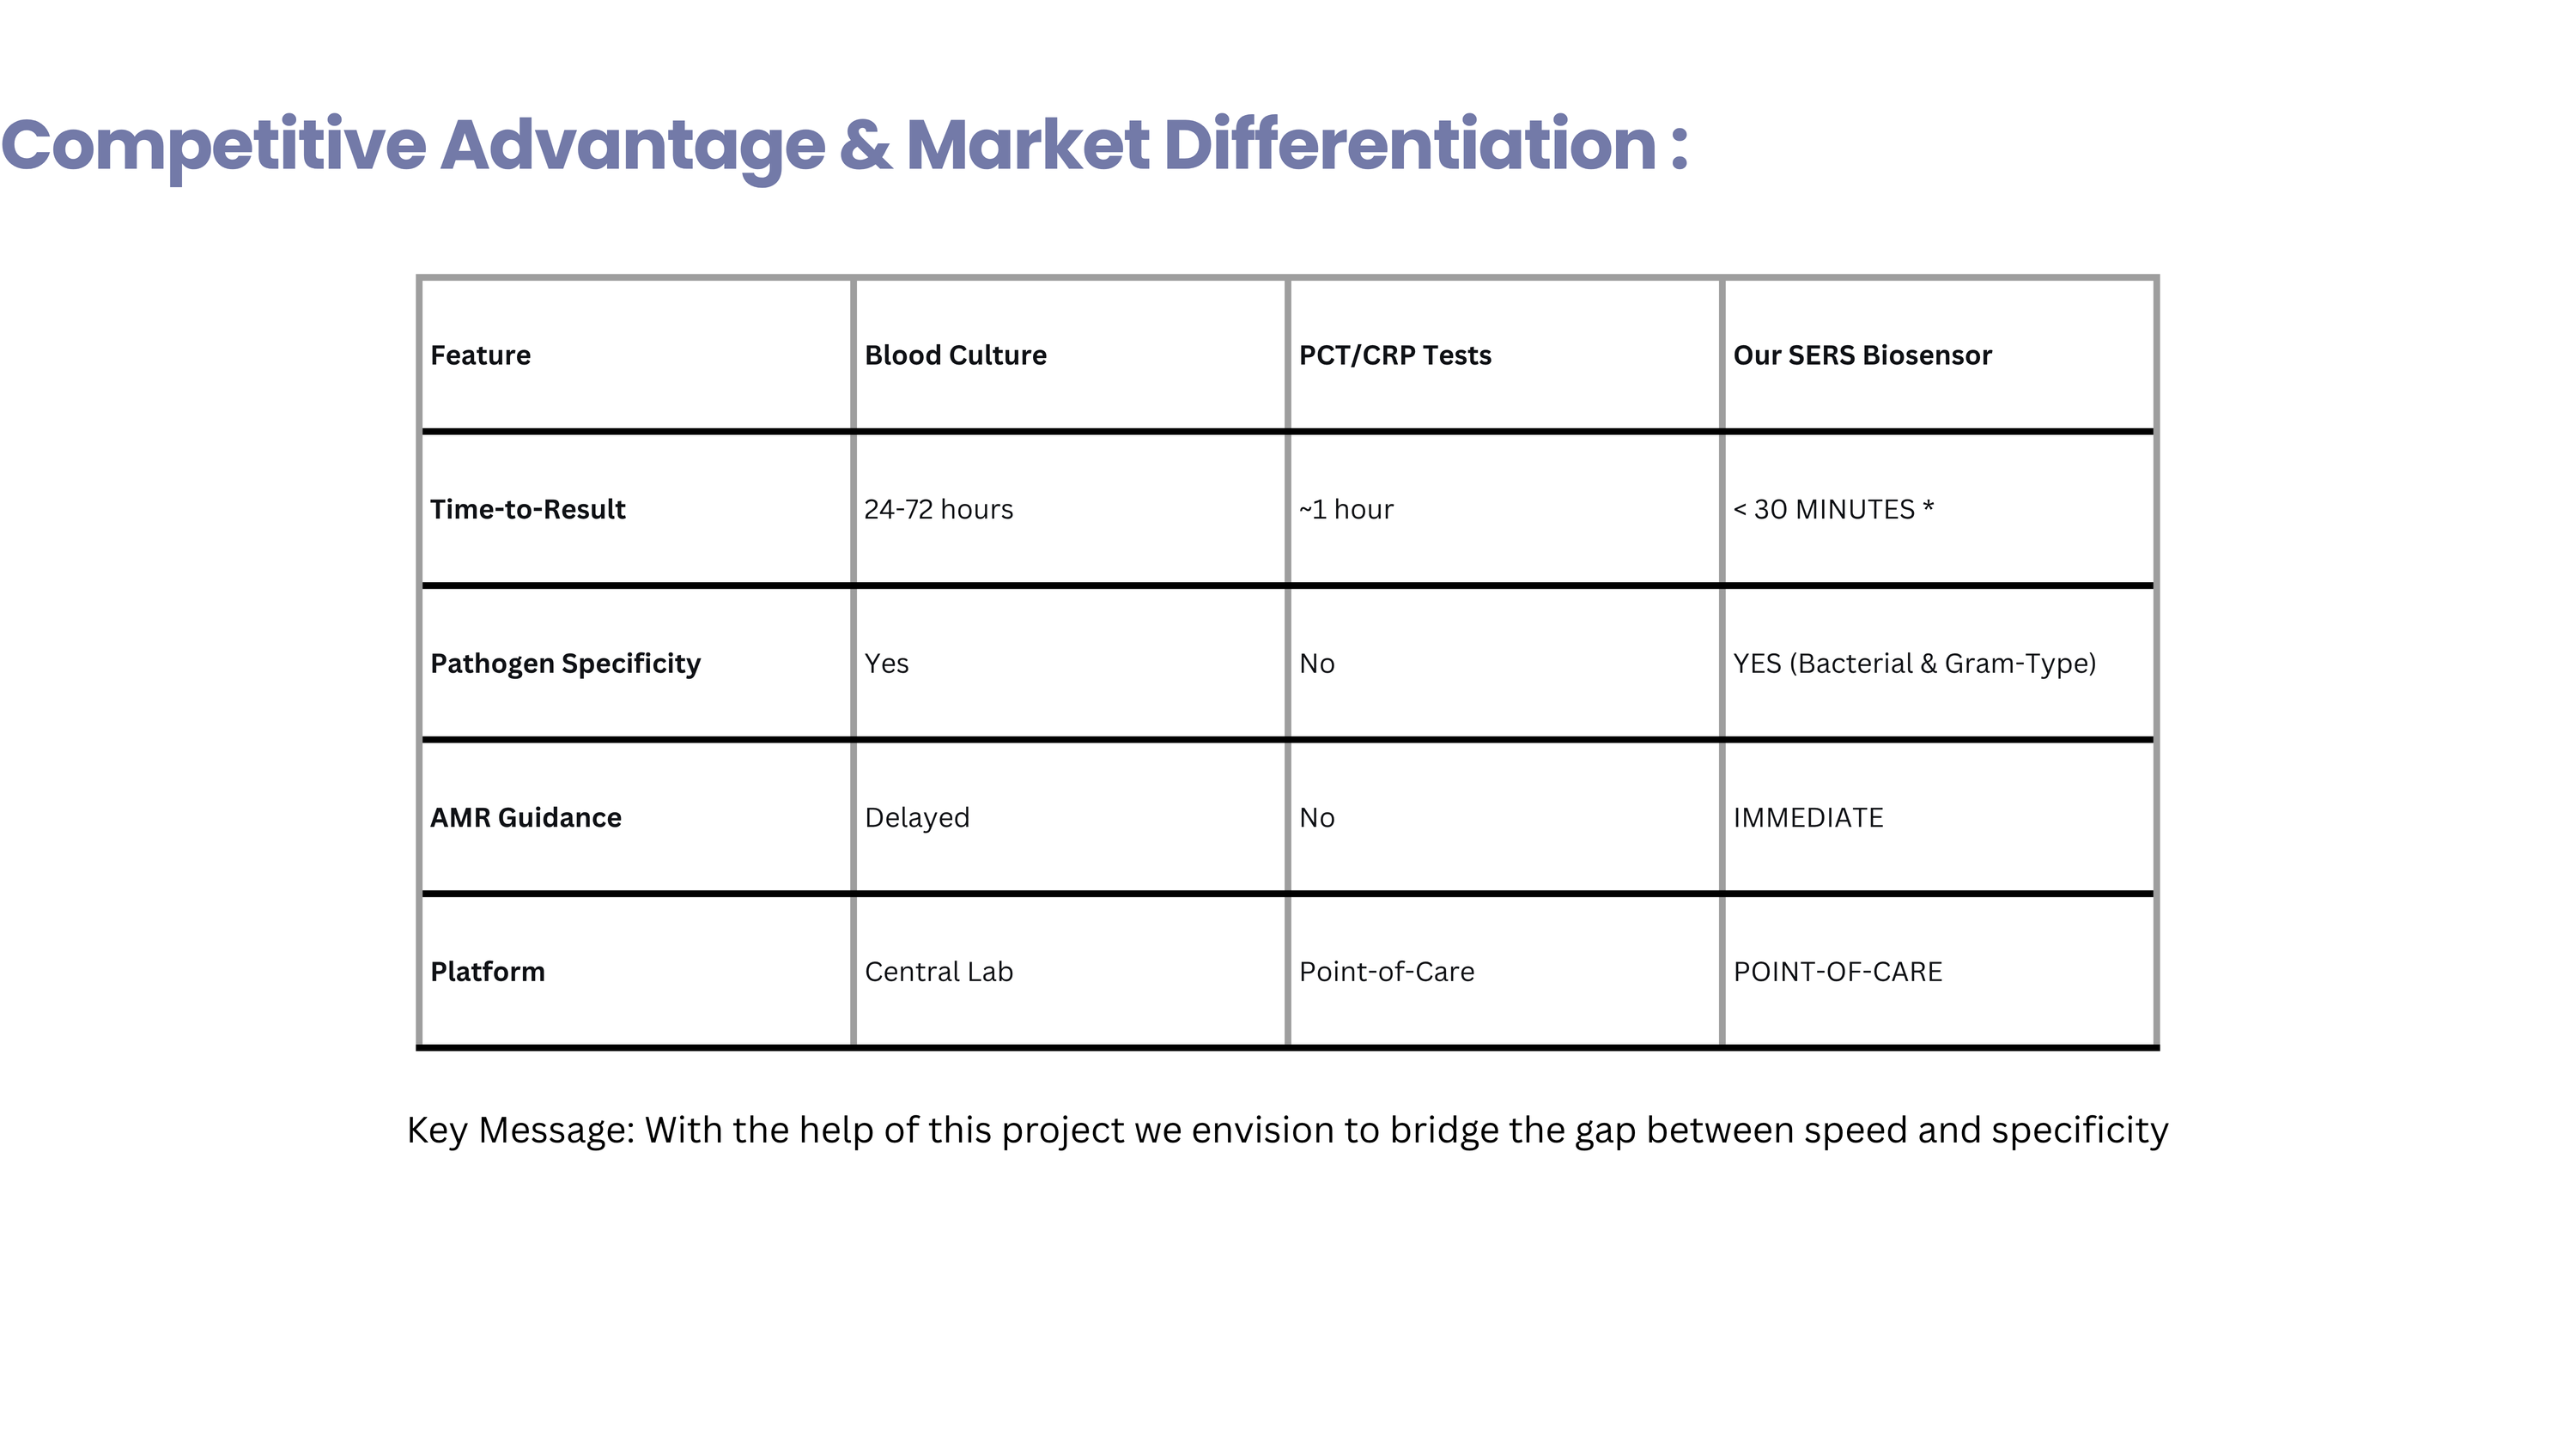 Competitive Advantage & Market Differentiation :
Feature Blood Culture PCT/CRP Tests Our SERS Biosensor
Time-to-Result 24-72 hours ~1 hour < 30 MINUTES *
Pathogen Specificity Yes No YES (Bacterial & Gram-Type)
AMR Guidance Delayed No IMMEDIATE
Platform Central Lab Point-of-Care POINT-OF-CARE
Key Message: With the help of this project we envision to bridge the gap between speed and specificity